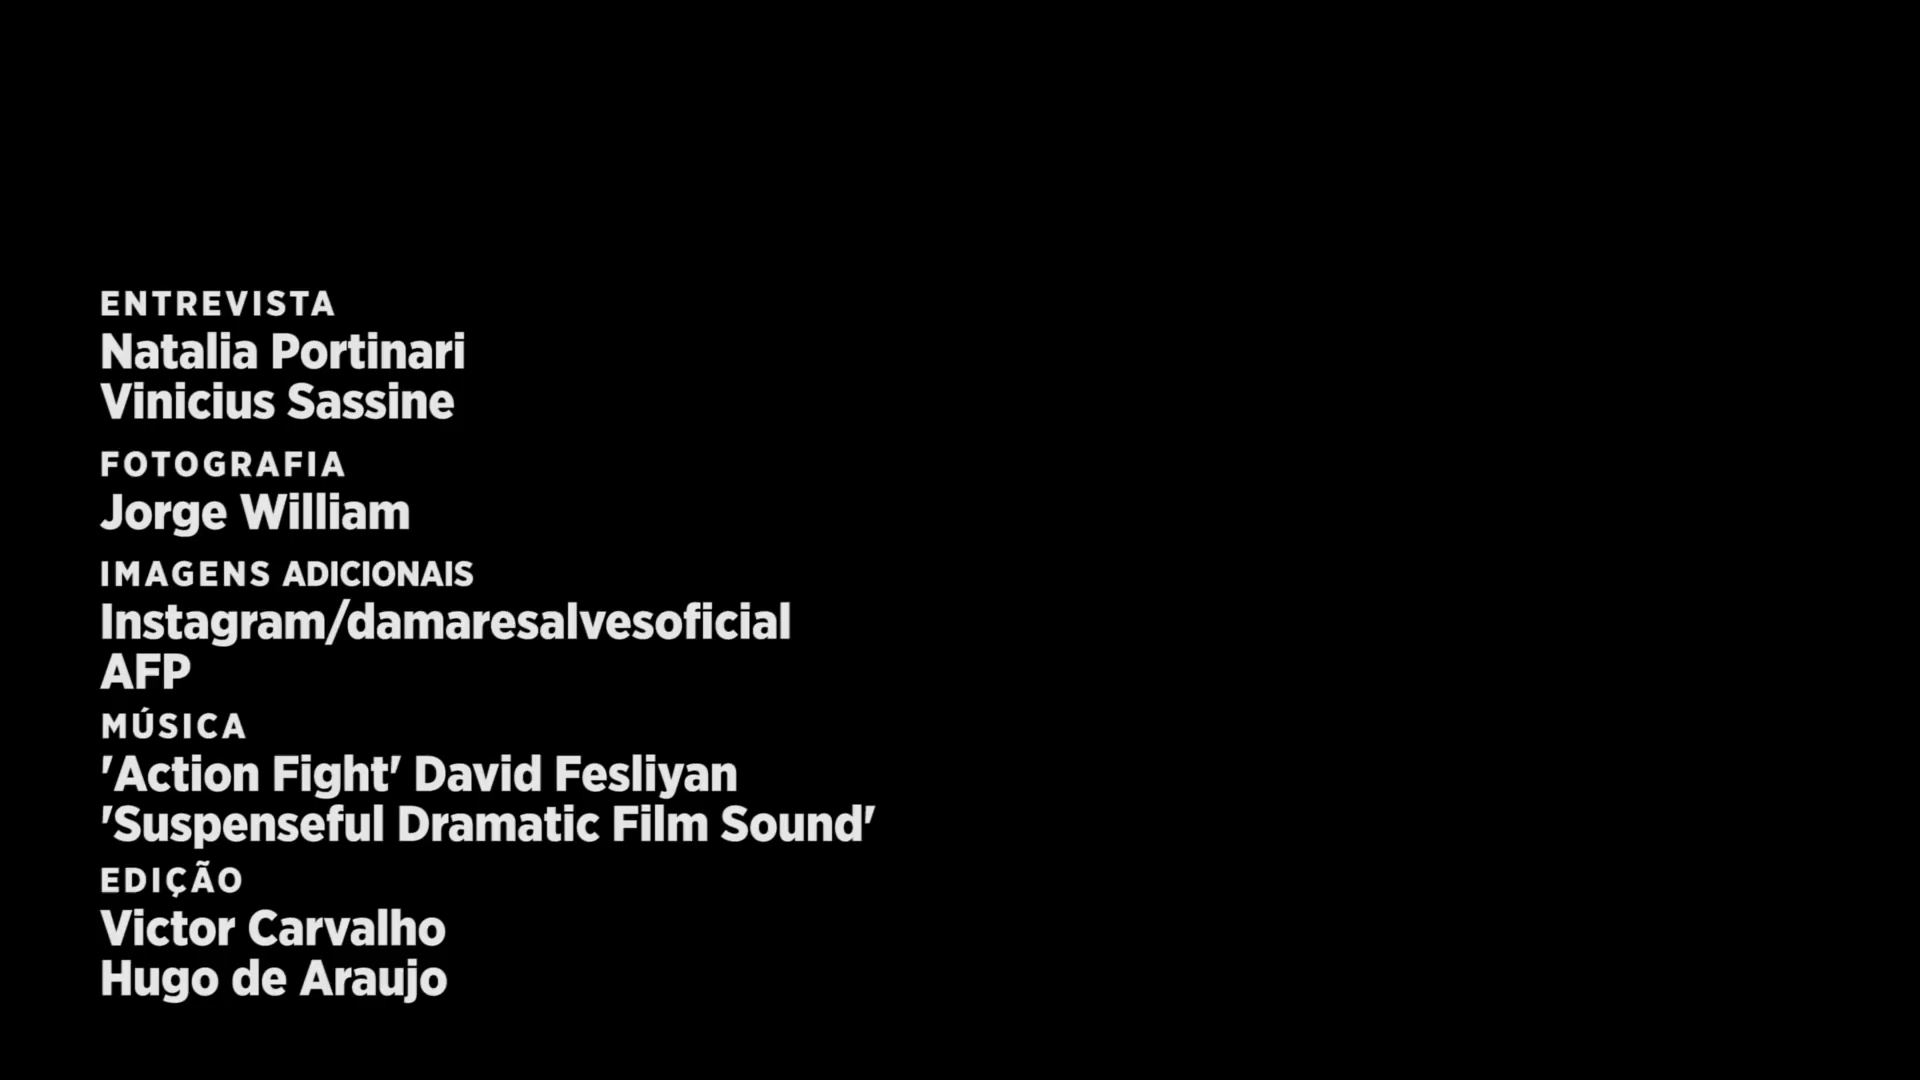 ENTREVISTA
Natalia Portinari
Vinicius Sassine
FOTOGRAFIA
Jorge William
IMAGENS ADICIONAIS
Instagram/damaresalvesoficial
AFP
MÚSICA
'Action Fight' David Fesliyan
'Suspenseful Dramatic Film Sound'
EDIÇÃO
Victor Carvalho
Hugo de Araujo